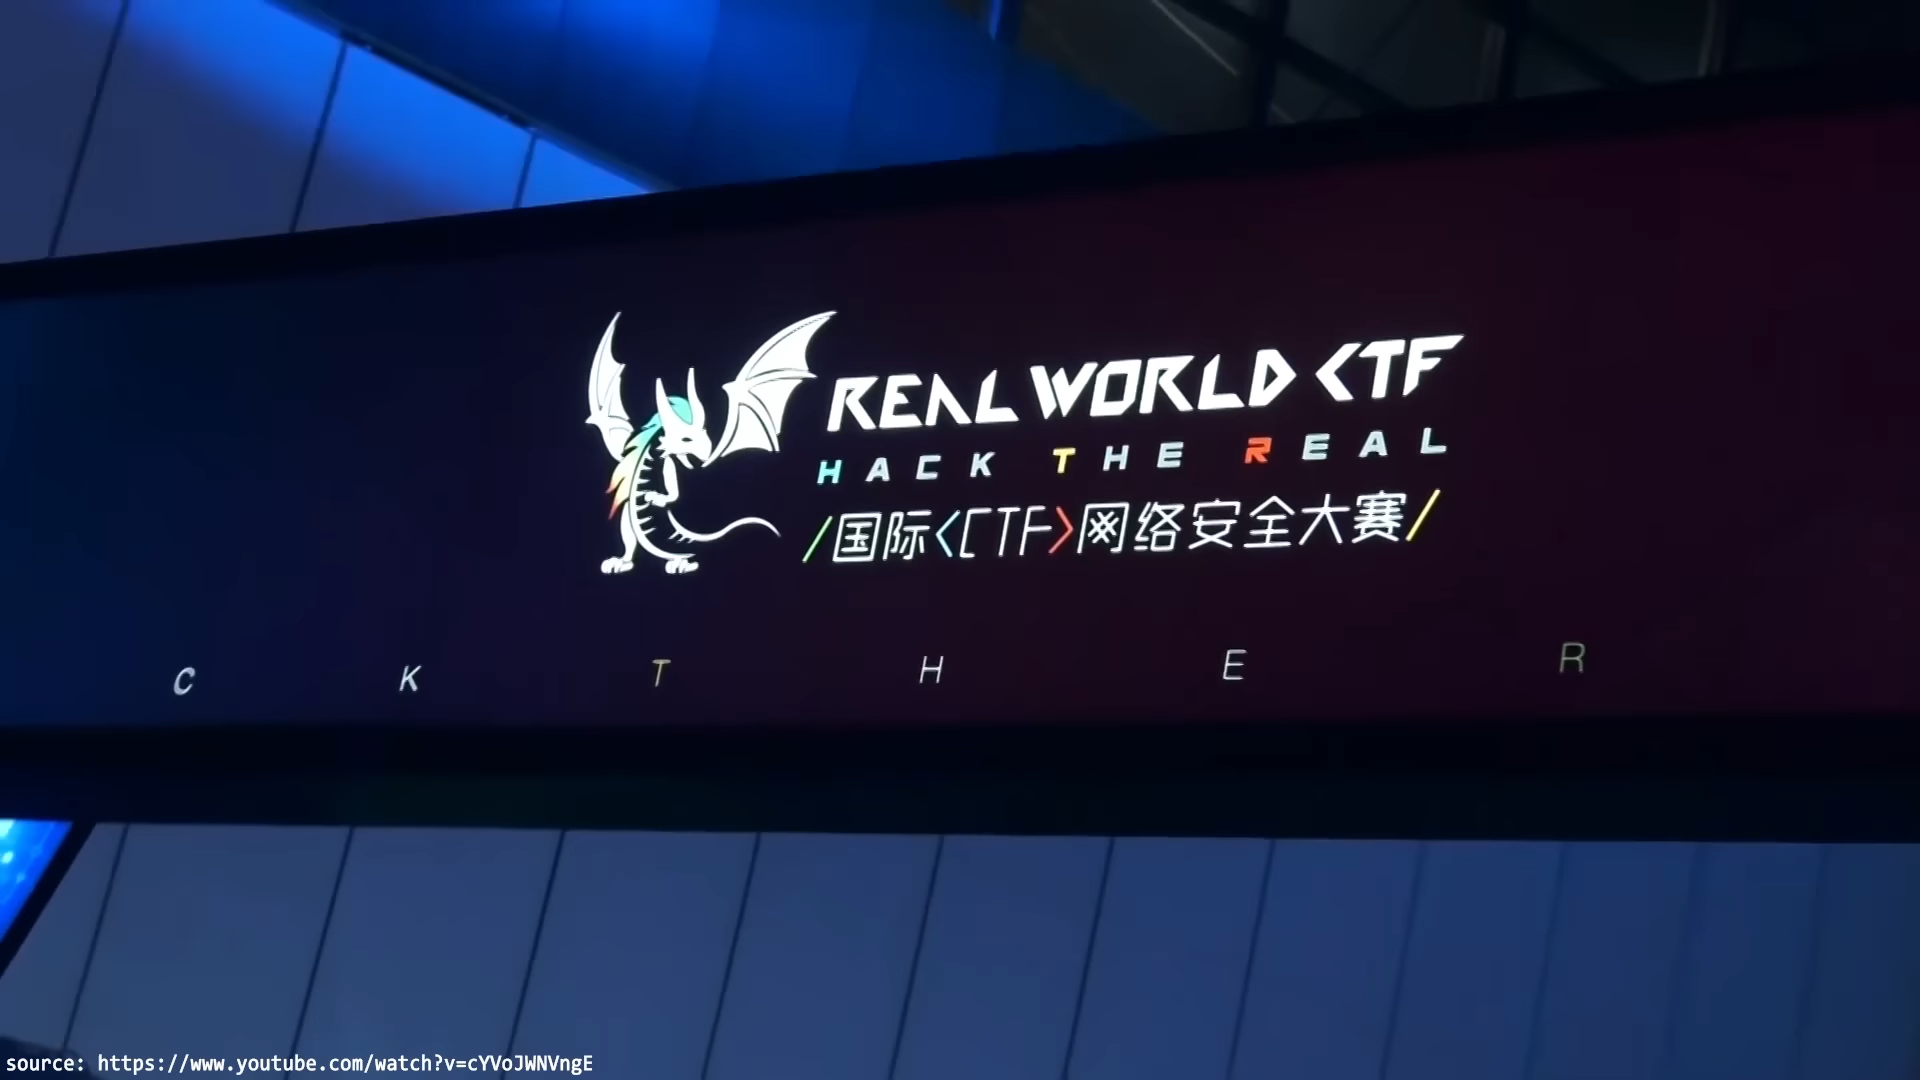 REAL WORLD CTF
HACK THE REAL
/国际<CTF>网络安全大赛/
C K T H E R
source: https://www.youtube.com/watch?v=cYVoJWNVngE